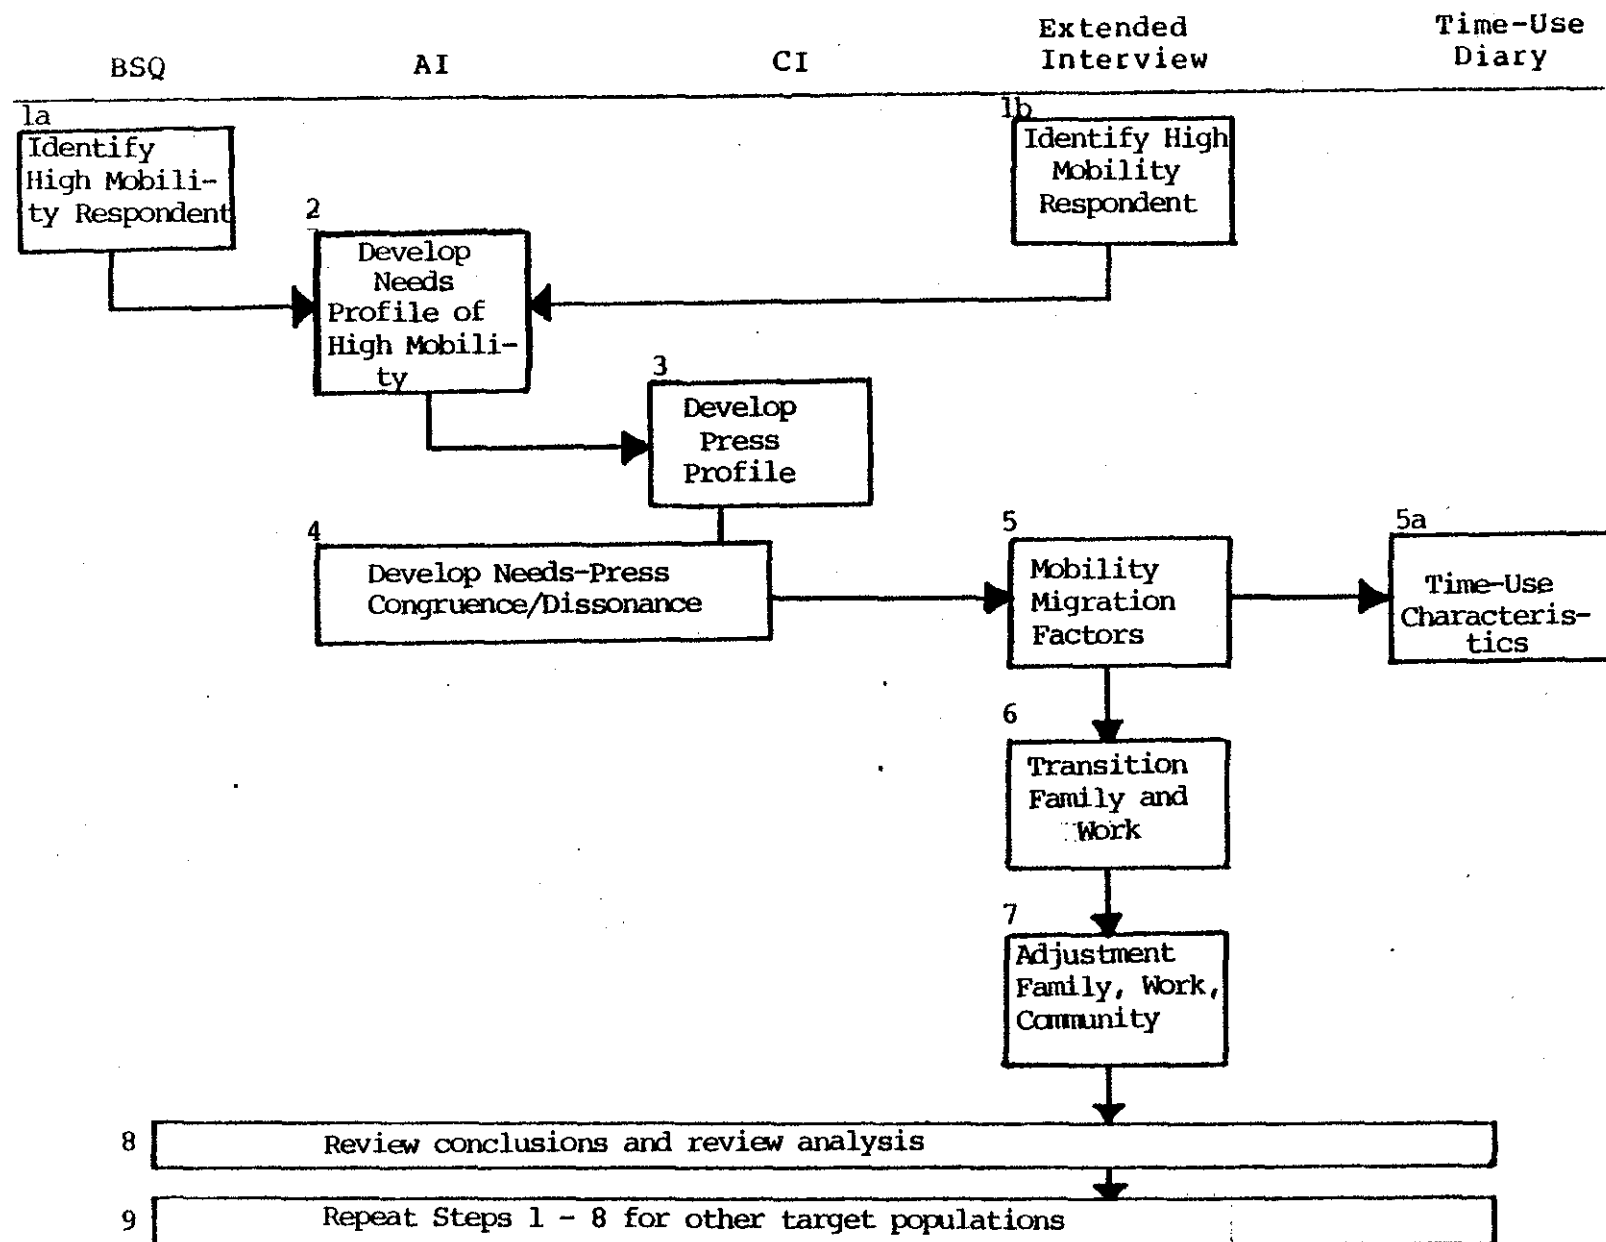 BSQ
AI
CI
Extended
Interview
Time-Use
Diary
1a
Identify
High Mobili-
ty Respondent
1b
Identify High
Mobility
Respondent
2
Develop
Needs
Profile of
High Mobili-
ty
3
Develop
Press
Profile
4
Develop Needs-Press
Congruence/Dissonance
5
Mobility
Migration
Factors
5a
Time-Use
Characteris-
tics
6
Transition
Family and
Work
7
Adjustment
Family, Work,
Community
8
Review conclusions and review analysis
9
Repeat Steps 1 - 8 for other target populations